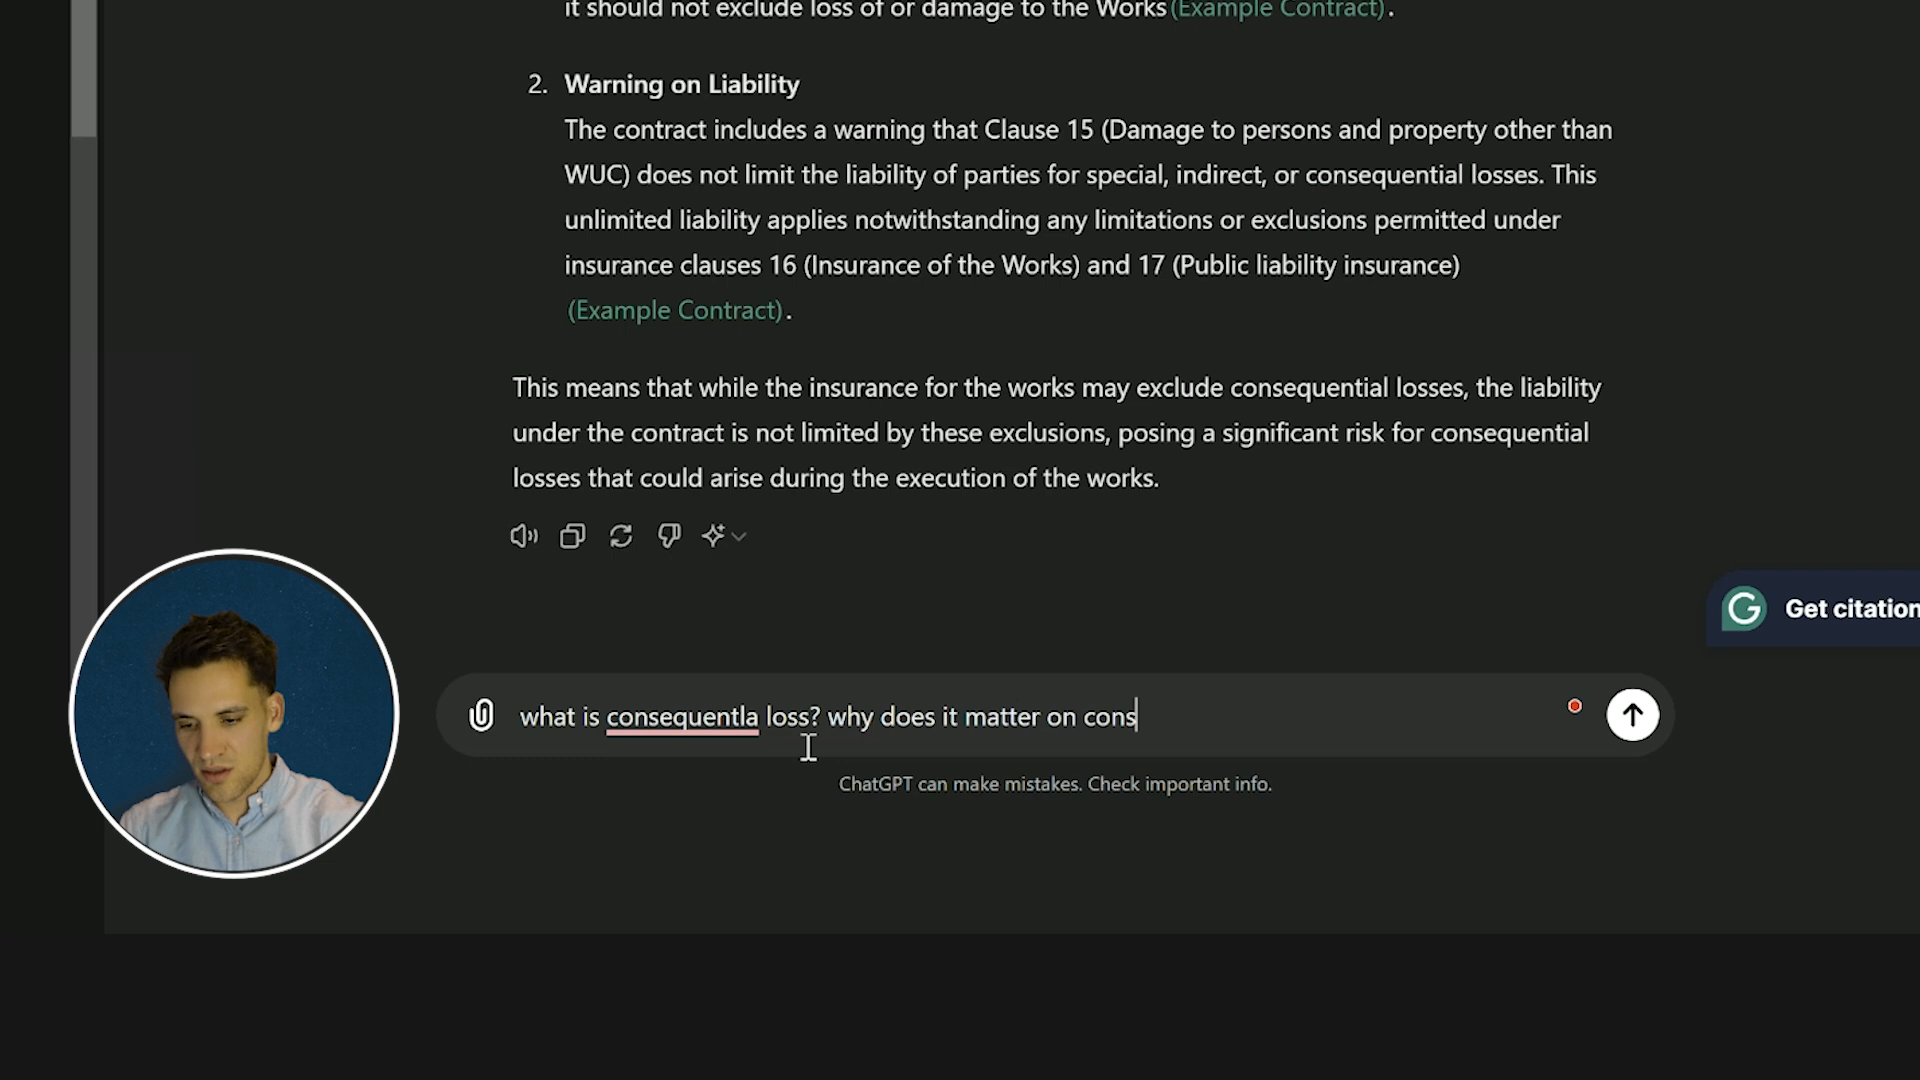 it should not exclude loss of or damage to the Works (Example Contract).
2. Warning on Liability
The contract includes a warning that Clause 15 (Damage to persons and property other than
WUC) does not limit the liability of parties for special, indirect, or consequential losses. This
unlimited liability applies notwithstanding any limitations or exclusions permitted under
insurance clauses 16 (Insurance of the Works) and 17 (Public liability insurance)
(Example Contract).
This means that while the insurance for the works may exclude consequential losses, the liability
under the contract is not limited by these exclusions, posing a significant risk for consequential
losses that could arise during the execution of the works.
Get citation
what is consequentla loss? why does it matter on cons
ChatGPT can make mistakes. Check important info.